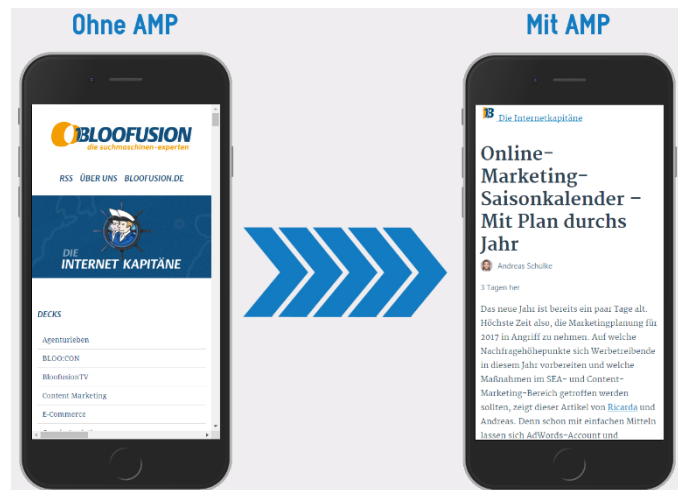 Ohne AMP
BLOOFUSION
die suchmaschinen-experten
RSS ÜBER UNS BLOOFUSION.DE
DIE
INTERNET KAPITÄNE
DECKS
Agenturleben
BLOO:CON
BloofusionTV
Content Marketing
E-Commerce
Mit AMP
Die Internetkapitäne
Online-
Marketing-
Saisonkalender –
Mit Plan durchs
Jahr
Andreas Schulke
3 Tagen her
Das neue Jahr ist bereits ein paar Tage alt.
Höchste Zeit also, die Marketingplanung für
2017 in Angriff zu nehmen. Auf welche
Nachfragehöhepunkte sich Werbetreibende
in diesem Jahr vorbereiten und welche
Maßnahmen im SEA- und Content-
Marketing-Bereich getroffen werden
sollten, zeigt dieser Artikel von Ricarda und
Andreas. Denn schon mit einfachen Mitteln
lassen sich AdWords-Account und